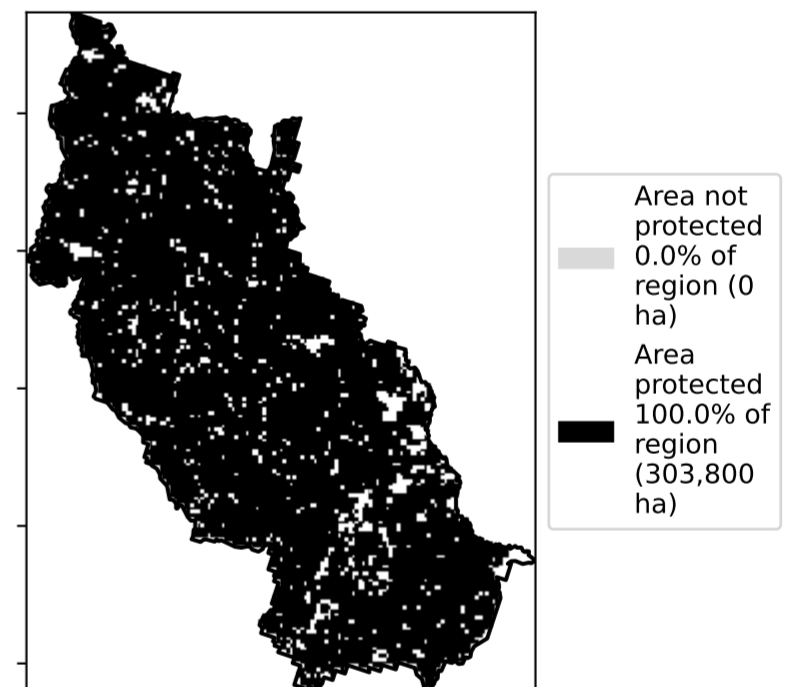 Area not
protected
0.0% of
region (0
ha)
Area
protected
100.0% of
region
(303,800
ha)